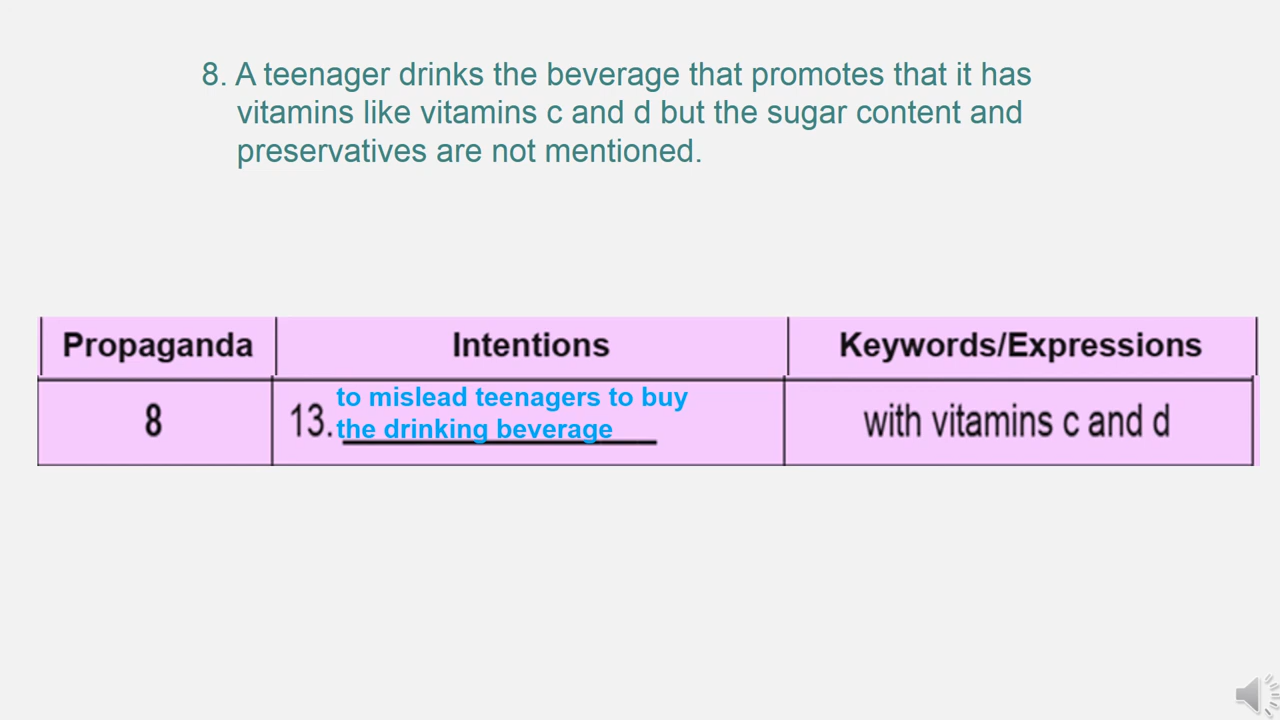 8. A teenager drinks the beverage that promotes that it has
vitamins like vitamins c and d but the sugar content and
preservatives are not mentioned.
Propaganda Intentions Keywords/Expressions
to mislead teenagers to buy
8 13. the drinking beverage with vitamins c and d